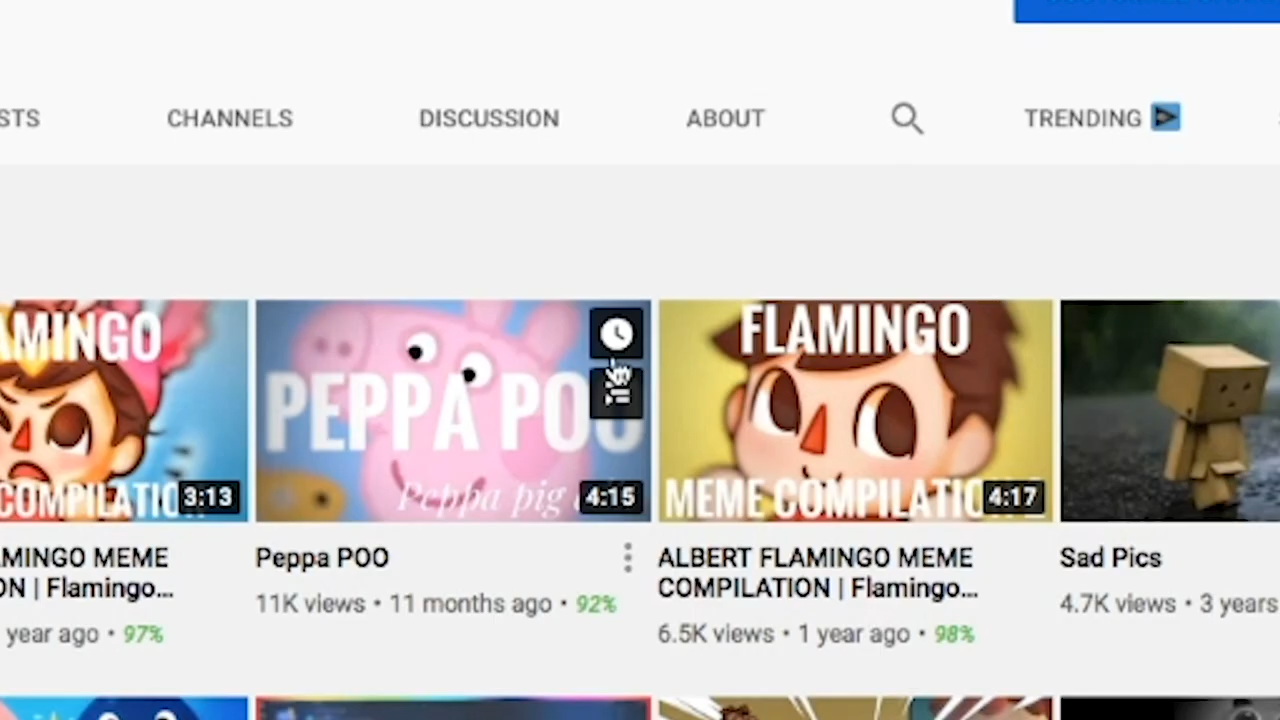 STS CHANNELS DISCUSSION ABOUT TRENDING
AMINGO
COMPILATIO
3:13
PEPPA POO
Peppa pig
4:15
FLAMINGO
MEME COMPILATIO
4:17
AMINGO MEME
ON | Flamingo...
year ago • 97%
Peppa POO
11K views • 11 months ago • 92%
ALBERT FLAMINGO MEME
COMPILATION | Flamingo...
6.5K views • 1 year ago • 98%
Sad Pics
4.7K views • 3 years